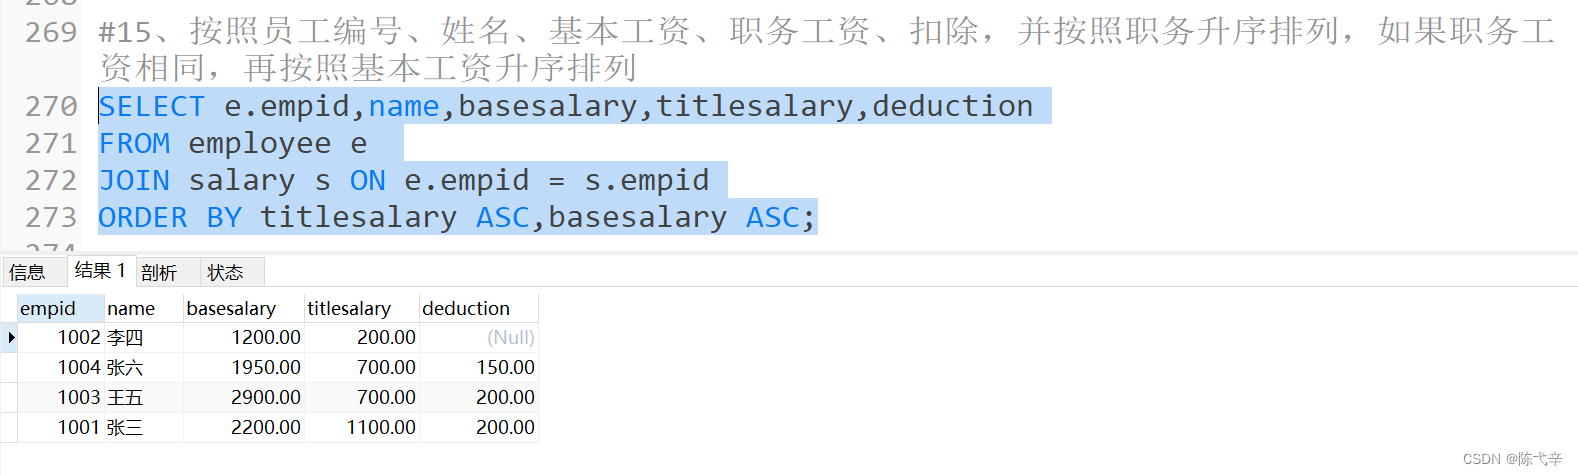 269 #15、按照员工编号、姓名、基本工资、职务工资、扣除，并按照职务升序排列，如果职务工
资相同，再按照基本工资升序排列
270 SELECT e.empid,name,basesalary,titlesalary,deduction
271 FROM employee e
272 JOIN salary s ON e.empid = s.empid
273 ORDER BY titlesalary ASC,basesalary ASC;
信息 结果 1 剖析 状态
empid name basesalary titlesalary deduction
1002 李四 1200.00 200.00 (Null)
1004 张六 1950.00 700.00 150.00
1003 王五 2900.00 700.00 200.00
1001 张三 2200.00 1100.00 200.00
CSDN @陈弋辛